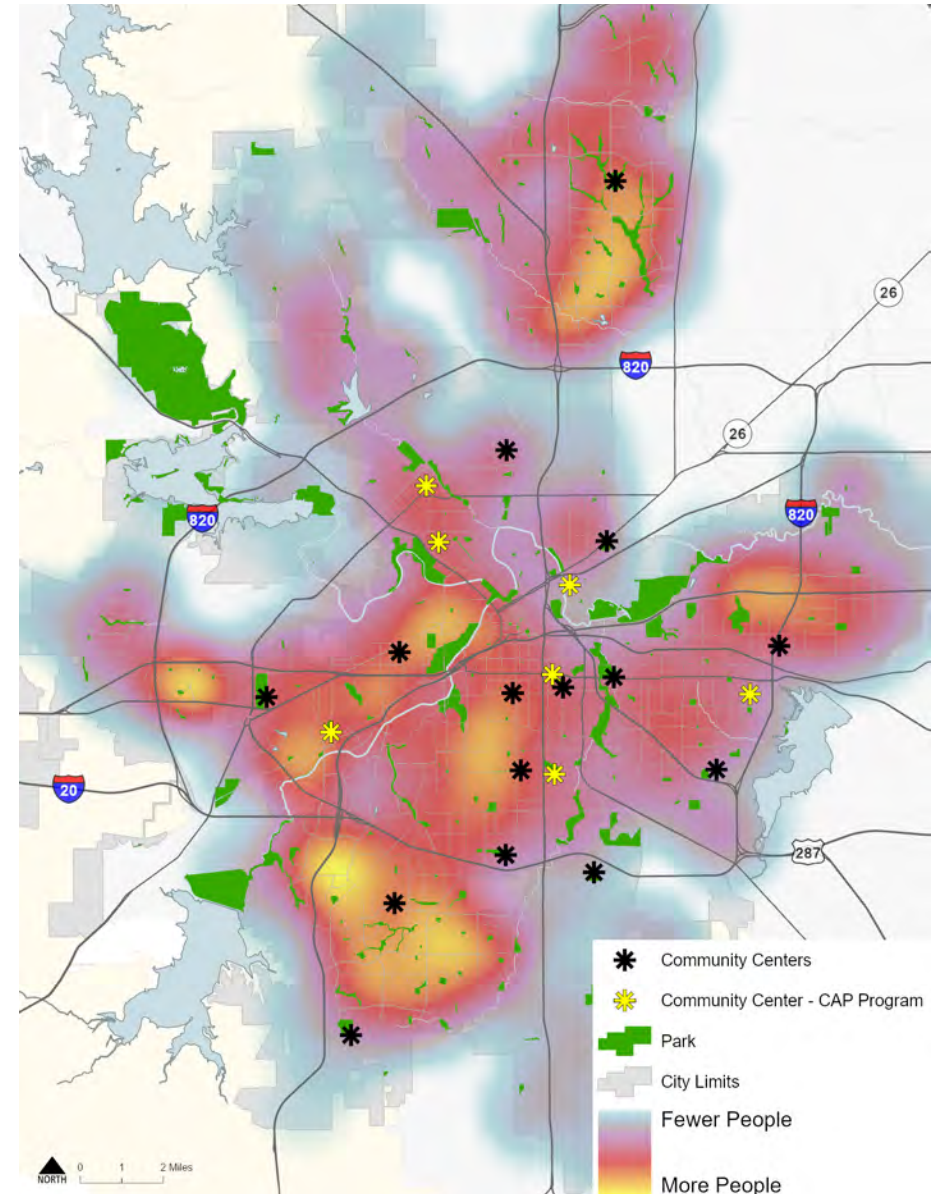 26
820
26
820
820
20
287
Community Centers
Community Center - CAP Program
Park
City Limits
Fewer People
More People
NORTH
0 1 2 Miles